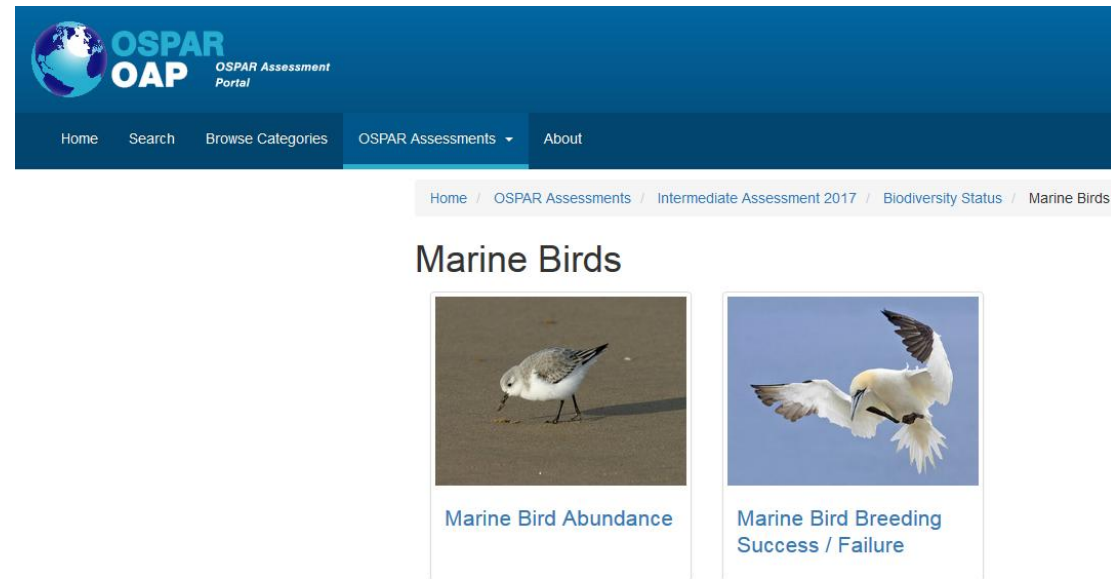 OSPAR
OAP
OSPAR Assessment
Portal
Home Search Browse Categories OSPAR Assessments About
Home / OSPAR Assessments / Intermediate Assessment 2017 / Biodiversity Status / Marine Birds
Marine Birds
Marine Bird Abundance
Marine Bird Breeding
Success / Failure